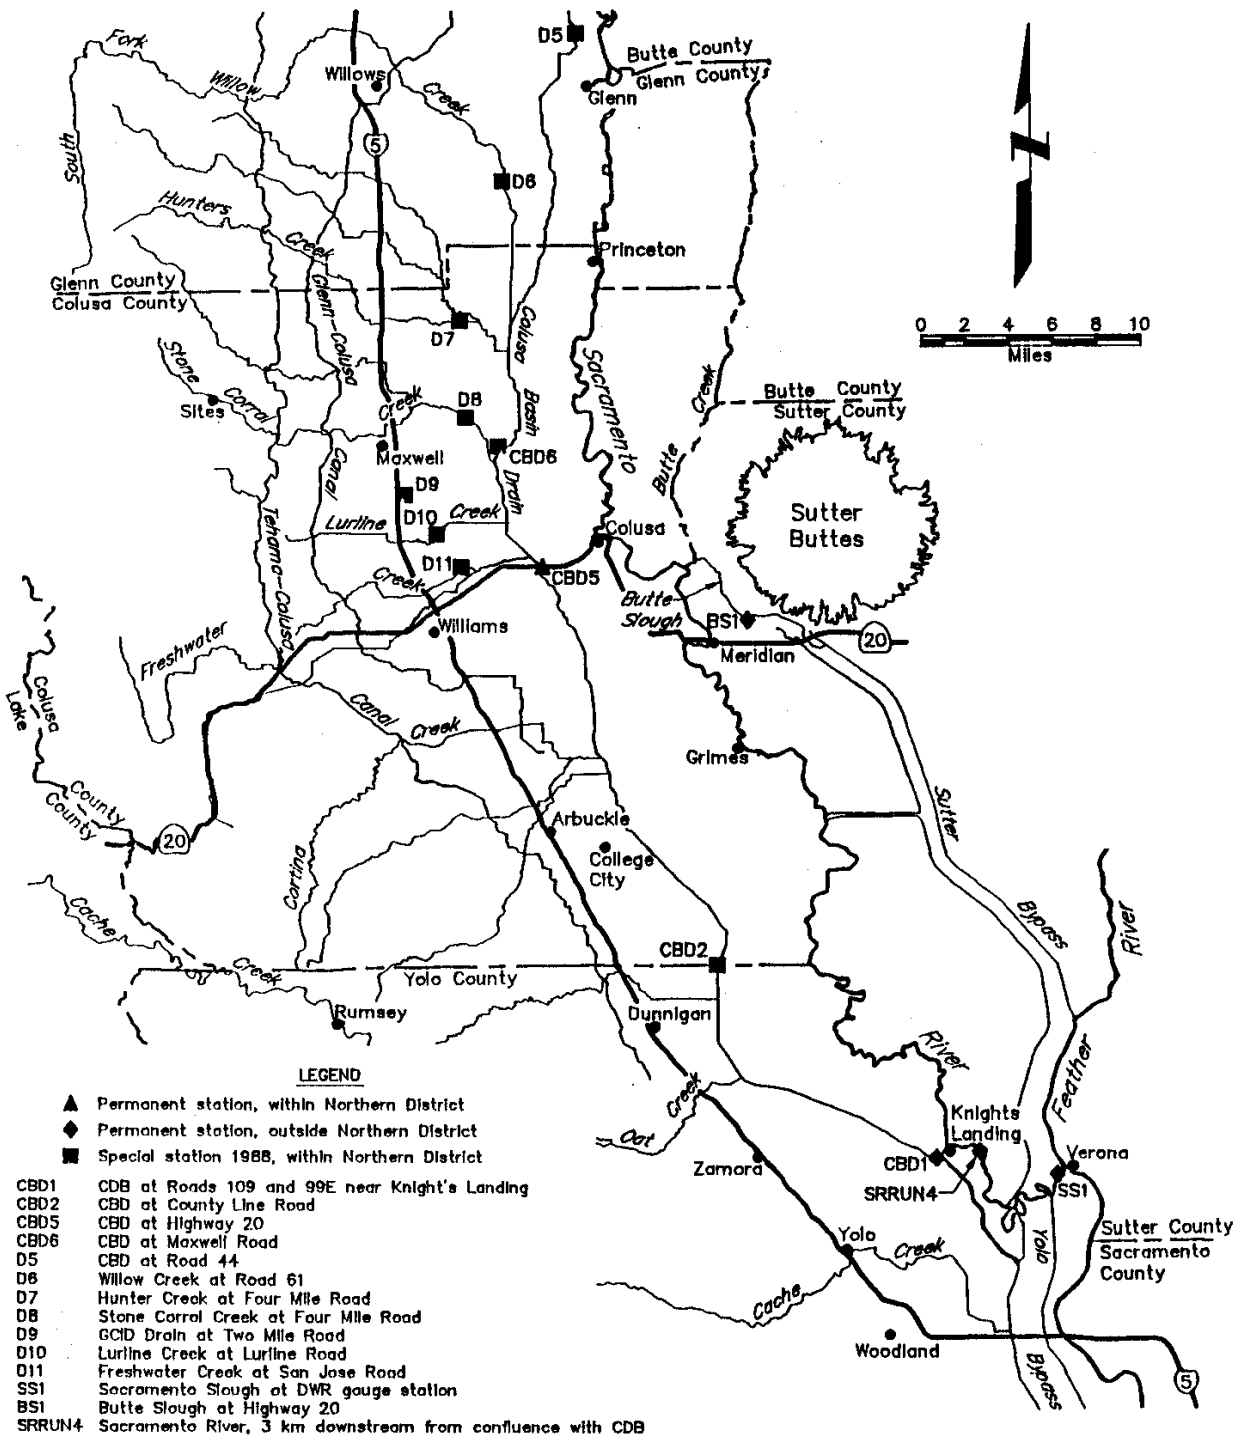 D5
Butte County
Glenn County
Fork
Willow
Willows
Creek
Glenn
5
South
D6
Hunters
Creek
Princeton
Glenn County
Colusa County
Glenn-Colusa
Canal
D7
Colusa
Basin
Drain
Sacramento
0 2 4 6 8 10
Miles
N
Stone
Corral
Creek
Sites
D8
Creek
Butte
Butte County
Sutter County
Maxwell
CBD6
Sutter
Buttes
D9
D10
Lurline
Creek
Colusa
Tehama-Colusa
Canal
D11
Creek
CBD5
Butte
Slough
BS1
Williams
Freshwater
20
Meridian
Colusa
Lake
Creek
Grimes
County
County
20
Sutter
Bypass
Arbuckle
College
City
Cortina
Cache
Creek
River
CBD2
Yolo County
Rumsey
Dunnigan
River
Feather
Creek
Oat
Knights
Landing
Zamora
CBD1
SRRUN4
Verona
SS1
Yolo
Creek
Yolo
Bypass
Sutter County
Sacramento
County
Cache
Woodland
5
LEGEND
Permanent station, within Northern District
Permanent station, outside Northern District
Special station 1988, within Northern District
CBD1 CDB at Roads 109 and 99E near Knight's Landing
CBD2 CBD at County Line Road
CBD5 CBD at Highway 20
CBD6 CBD at Maxwell Road
D5 CBD at Road 44
D6 Willow Creek at Road 61
D7 Hunter Creek at Four Mile Road
D8 Stone Corral Creek at Four Mile Road
D9 GCID Drain at Two Mile Road
D10 Lurline Creek at Lurline Road
D11 Freshwater Creek at San Jose Road
SS1 Sacramento Slough at DWR gauge station
BS1 Butte Slough at Highway 20
SRRUN4 Sacramento River, 3 km downstream from confluence with CDB